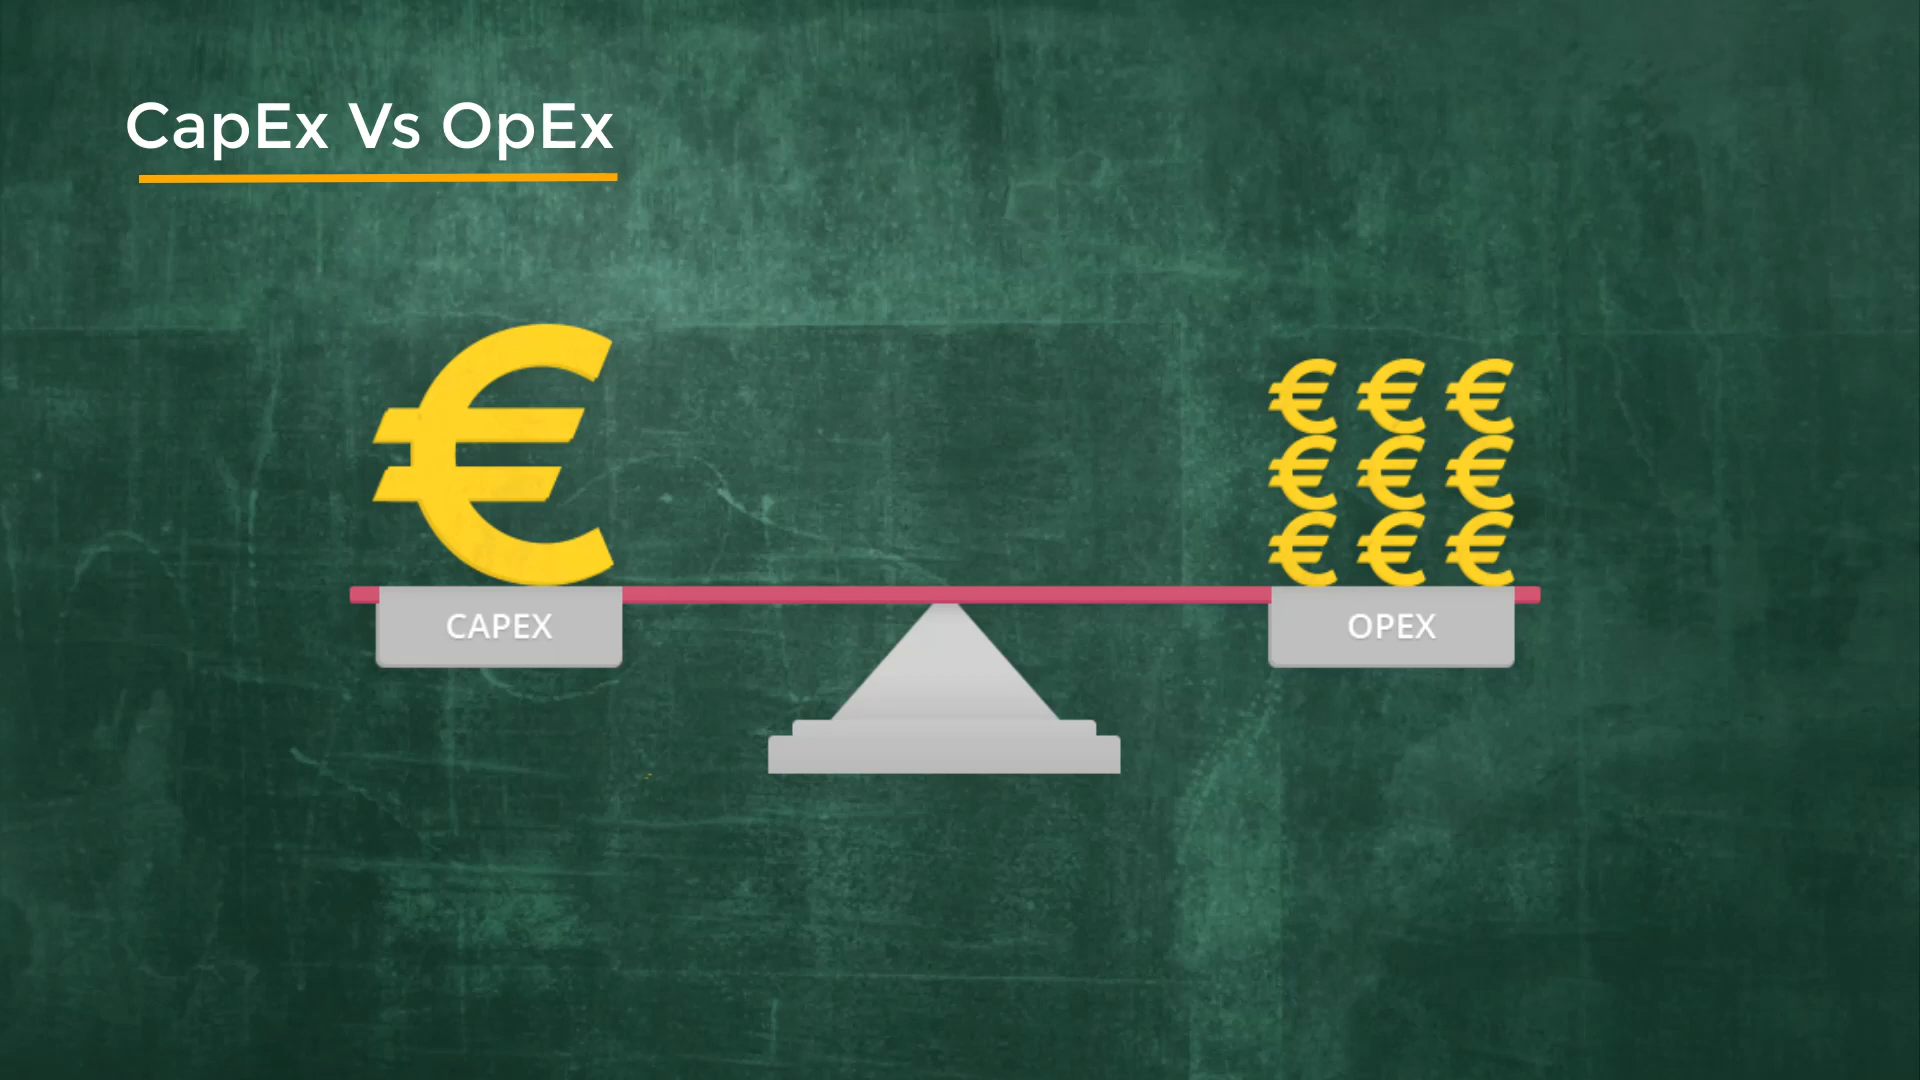 CapEx Vs OpEx
€
€ € €
€ € €
€ € €
CAPEX
OPEX